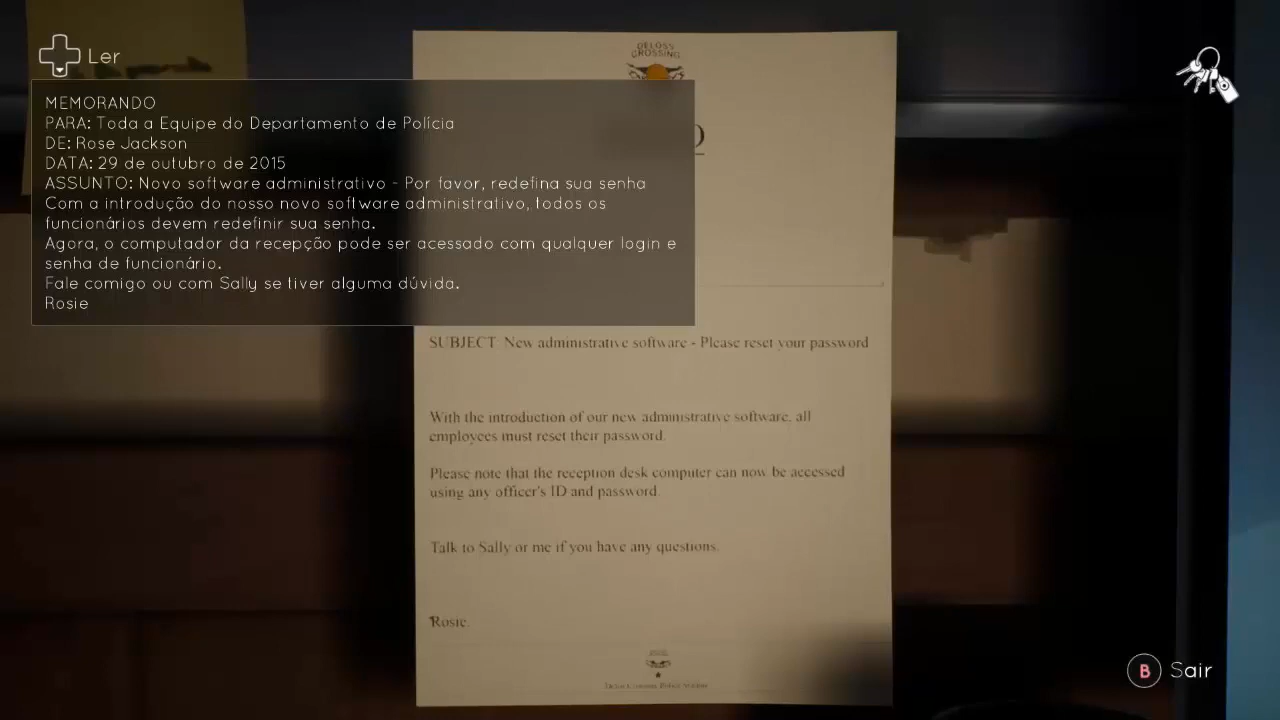 Ler
MEMORANDO
PARA: Toda a Equipe do Departamento de Polícia
DE: Rose Jackson
DATA: 29 de outubro de 2015
ASSUNTO: Novo software administrativo - Por favor, redefina sua senha
Com a introdução do nosso novo software administrativo, todos os
funcionários devem redefinir sua senha.
Agora, o computador da recepção pode ser acessado com qualquer login e
senha de funcionário.
Fale comigo ou com Sally se tiver alguma dúvida.
Rosie
DELOSS
CROSSING
O
SUBJECT: New administrative software - Please reset your password
With the introduction of our new administrative software, all
employees must reset their password.
Please note that the reception desk computer can now be accessed
using any officer's ID and password.
Talk to Sally or me if you have any questions.
Rosie.
B Sair